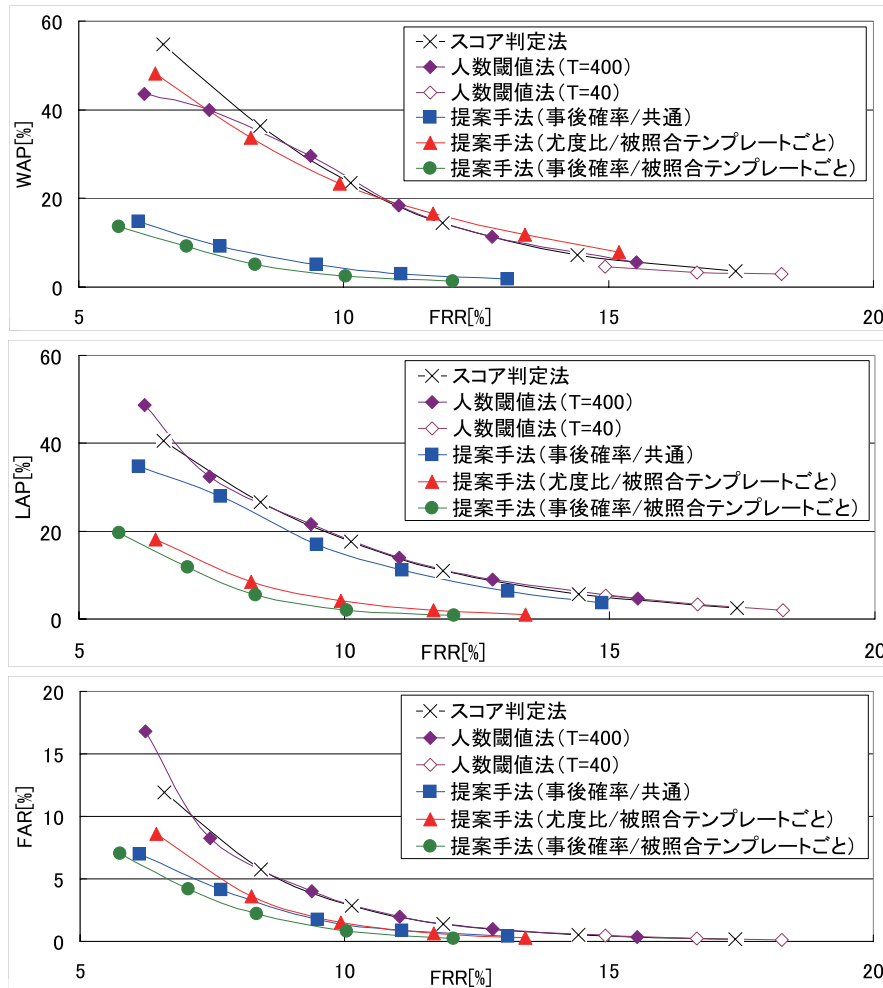 60
40
20
0
WAP[%]
5
10
15
20
FRR[%]
スコア判定法
人数閾値法(T=400)
人数閾値法(T=40)
提案手法(事後確率/共通)
提案手法(尤度比/被照合テンプレートごと)
提案手法(事後確率/被照合テンプレートごと)
60
40
20
0
LAP[%]
5
10
15
20
FRR[%]
スコア判定法
人数閾値法(T=400)
人数閾値法(T=40)
提案手法(事後確率/共通)
提案手法(尤度比/被照合テンプレートごと)
提案手法(事後確率/被照合テンプレートごと)
20
15
10
5
0
FAR[%]
5
10
15
20
FRR[%]
スコア判定法
人数閾値法(T=400)
人数閾値法(T=40)
提案手法(事後確率/共通)
提案手法(尤度比/被照合テンプレートごと)
提案手法(事後確率/被照合テンプレートごと)